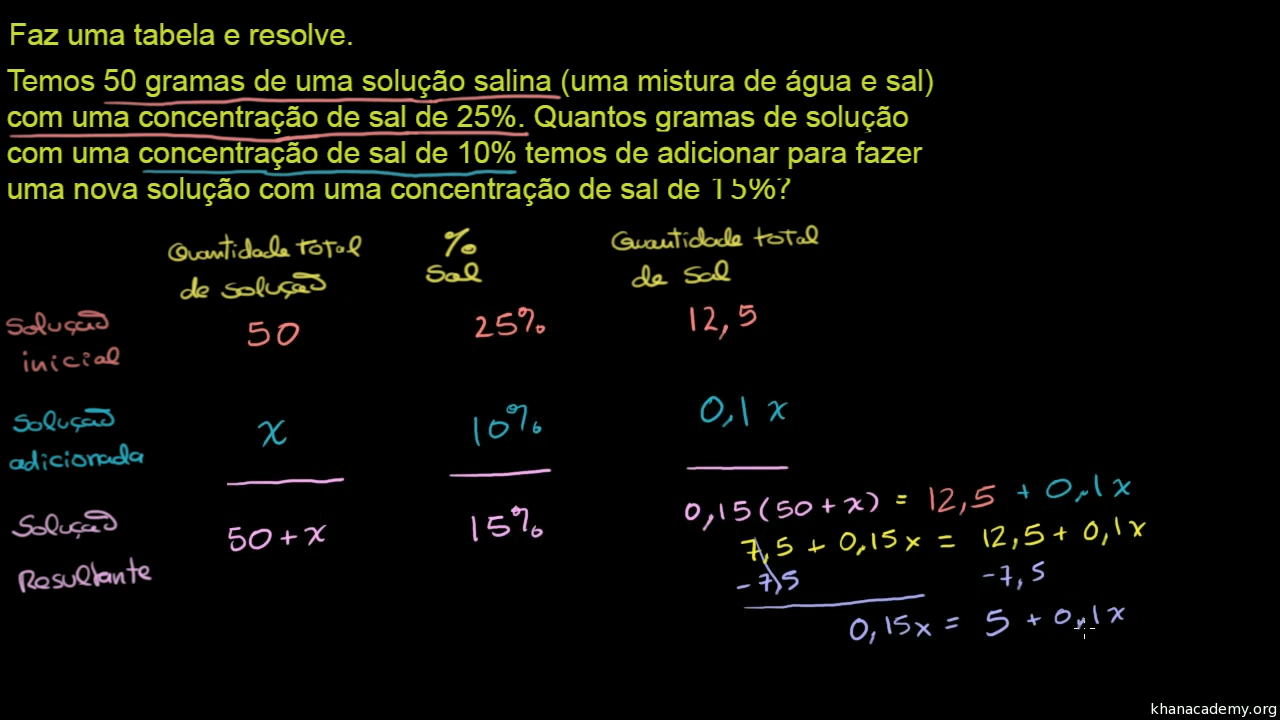 Faz uma tabela e resolve.
Temos 50 gramas de uma solução salina (uma mistura de água e sal)
com uma concentração de sal de 25%. Quantos gramas de solução
com uma concentração de sal de 10% temos de adicionar para fazer
uma nova solução com uma concentração de sal de 15%?
Quantidade total % Quantidade total
de solução Sal de Sal
Solução 50 25% 12,5
inicial
Solução x 10% 0,1 x
adicionada
Solução 50+x 15% 0,15(50+x) = 12,5 + 0,1x
Resultante
7,5 + 0,15x = 12,5 + 0,1x
-7,5 -7,5
0,15x = 5 + 0,1x
khanacademy.org